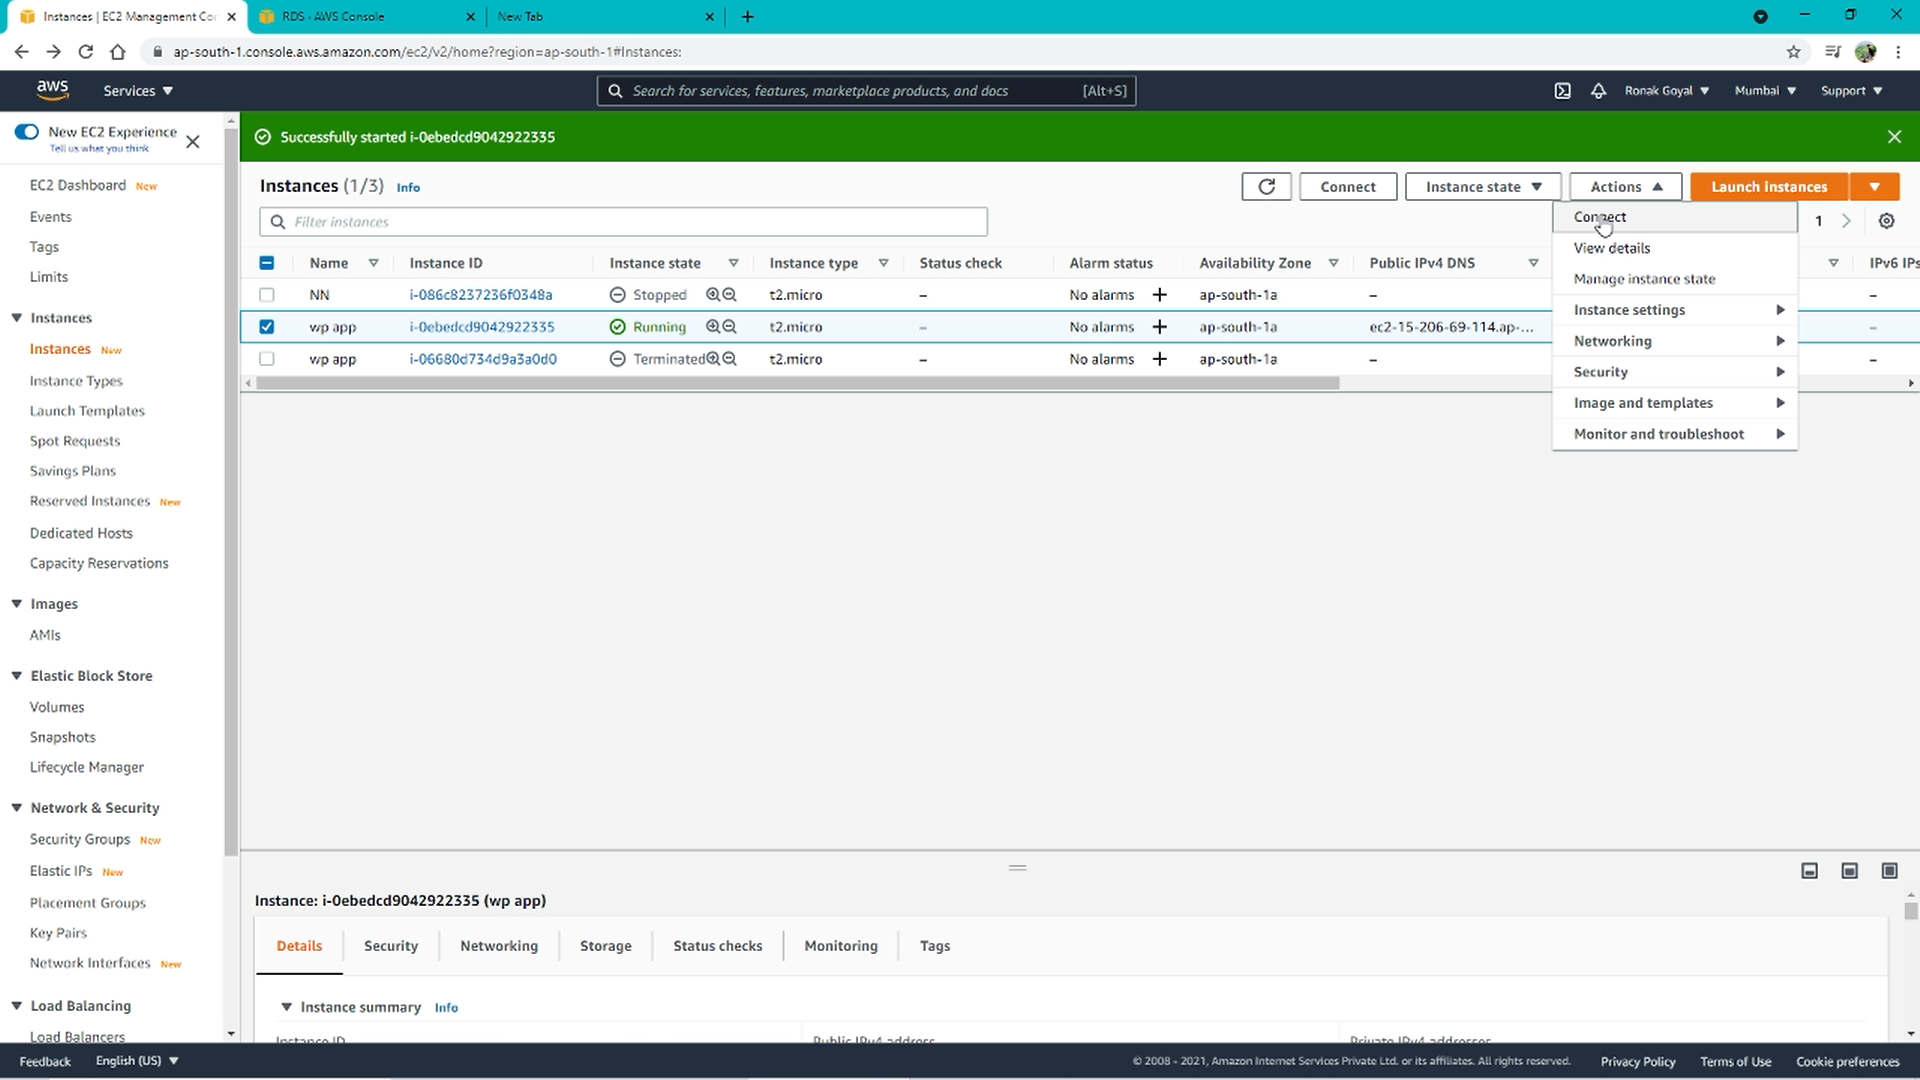 Instances | EC2 Management Con
RDS · AWS Console
New Tab
ap-south-1.console.aws.amazon.com/ec2/v2/home?region=ap-south-1#Instances:
aws
Services
Search for services, features, marketplace products, and docs
[Alt+S]
Ronak Goyal
Mumbai
Support
New EC2 Experience
Tell us what you think
EC2 Dashboard New
Events
Tags
Limits
Instances
Instances New
Instance Types
Launch Templates
Spot Requests
Savings Plans
Reserved Instances New
Dedicated Hosts
Capacity Reservations
Images
AMIs
Elastic Block Store
Volumes
Snapshots
Lifecycle Manager
Network & Security
Security Groups New
Elastic IPs New
Placement Groups
Key Pairs
Network Interfaces New
Load Balancing
Load Balancers
Successfully started i-0ebedcd9042922335
Instances (1/3) Info
Connect
Instance state
Actions
Launch instances
Filter instances
1
Connect
View details
Manage instance state
Instance settings
Networking
Security
Image and templates
Monitor and troubleshoot
Name Instance ID Instance state Instance type Status check Alarm status Availability Zone Public IPv4 DNS IPv6 IPs
NN i-086c8237236f0348a Stopped t2.micro – No alarms + ap-south-1a – –
wp app i-0ebedcd9042922335 Running t2.micro – No alarms + ap-south-1a ec2-15-206-69-114.ap-... –
wp app i-06680d734d9a3a0d0 Terminated t2.micro – No alarms + ap-south-1a – –
Instance: i-0ebedcd9042922335 (wp app)
Details
Security
Networking
Storage
Status checks
Monitoring
Tags
Instance summary Info
Instance ID
Public IPv4 address
Private IPv4 addresses
Feedback
English (US)
© 2008 - 2021, Amazon Internet Services Private Ltd. or its affiliates. All rights reserved.
Privacy Policy
Terms of Use
Cookie preferences